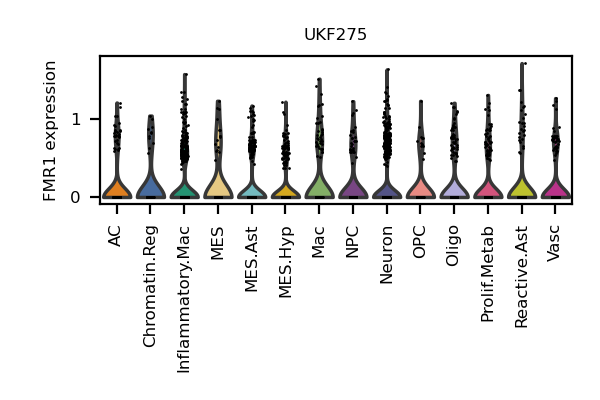 UKF275
FMR1 expression
1
0
AC
Chromatin.Reg
Inflammatory.Mac
MES
MES.Ast
MES.Hyp
Mac
NPC
Neuron
OPC
Oligo
Prolif.Metab
Reactive.Ast
Vasc